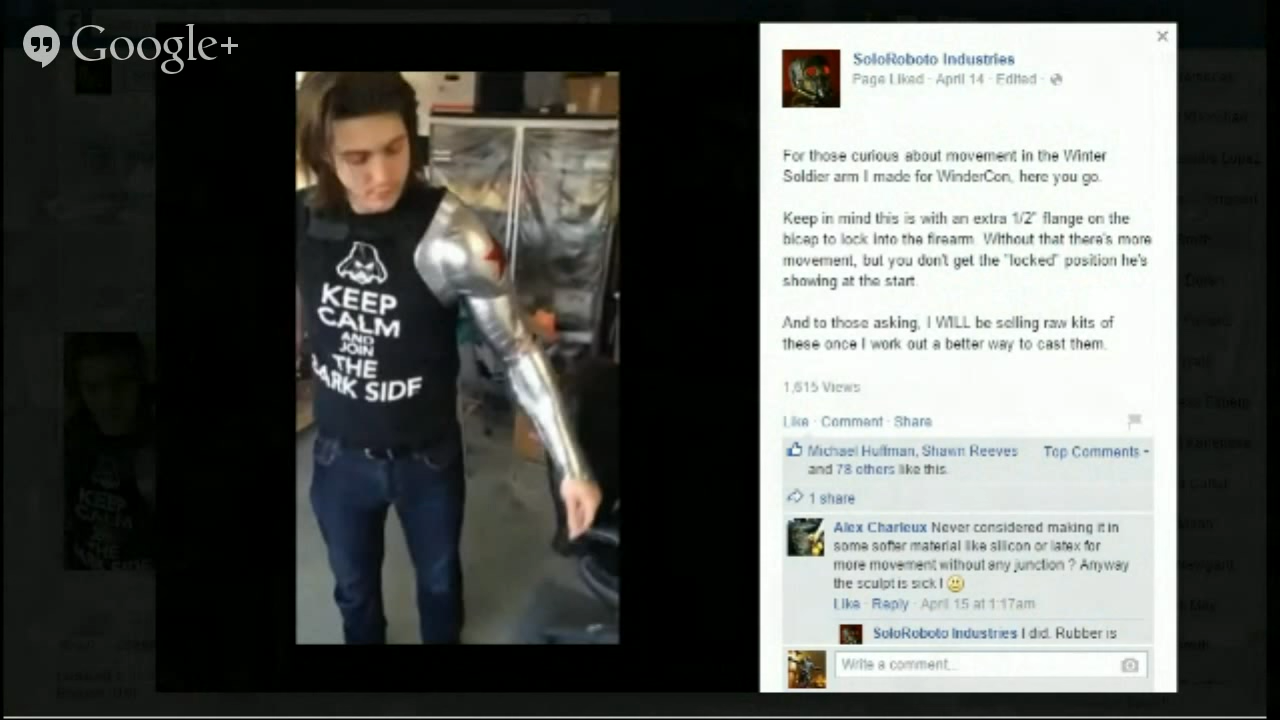 Google+
KEEP
CALM
AND
JOIN
THE
DARK SIDE
SoloRoboto Industries
Page Liked · April 14 · Edited ·
For those curious about movement in the Winter
Soldier arm I made for WinderCon, here you go.
Keep in mind this is with an extra 1/2" flange on the
bicep to lock into the firearm. Without that there's more
movement, but you don't get the "locked" position he's
showing at the start.
And to those asking, I WILL be selling raw kits of
these once I work out a better way to cast them.
1,615 Views
Like · Comment · Share
Michael Huffman, Shawn Reeves
and 78 others like this.
Top Comments
1 share
Alex Charieux Never considered making it in
some softer material like silicon or latex for
more movement without any junction ? Anyway
the sculpt is sick !
Like · Reply · April 15 at 1:17am
SoloRoboto Industries I did. Rubber is
Write a comment...